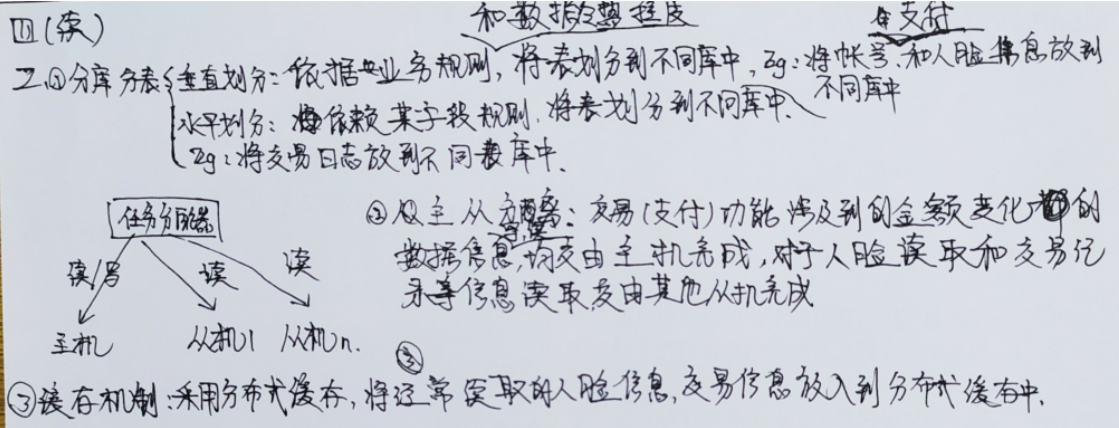 四(续)
和数据
支付
二.①分库分表{垂直划分:依据业务规则,将表划分到不同库中,eg:将帐号和人脸信息放到
不同库中
水平划分:依赖某字段规则.将表划分到不同库中、
eg:将交易日志放到不同表库中.
任务分配器
读/写
读
读
主机
从机1
从机n.
②主从分离:交易(支付)功能涉及到的金额变化的
数据信息,均交由主机完成,对于人脸读取和交易记
录等信息读取交由其他从机完成
③
③缓存机制:采用分布式缓存,将经常读取的人脸信息,交易信息放入到分布式缓存中.